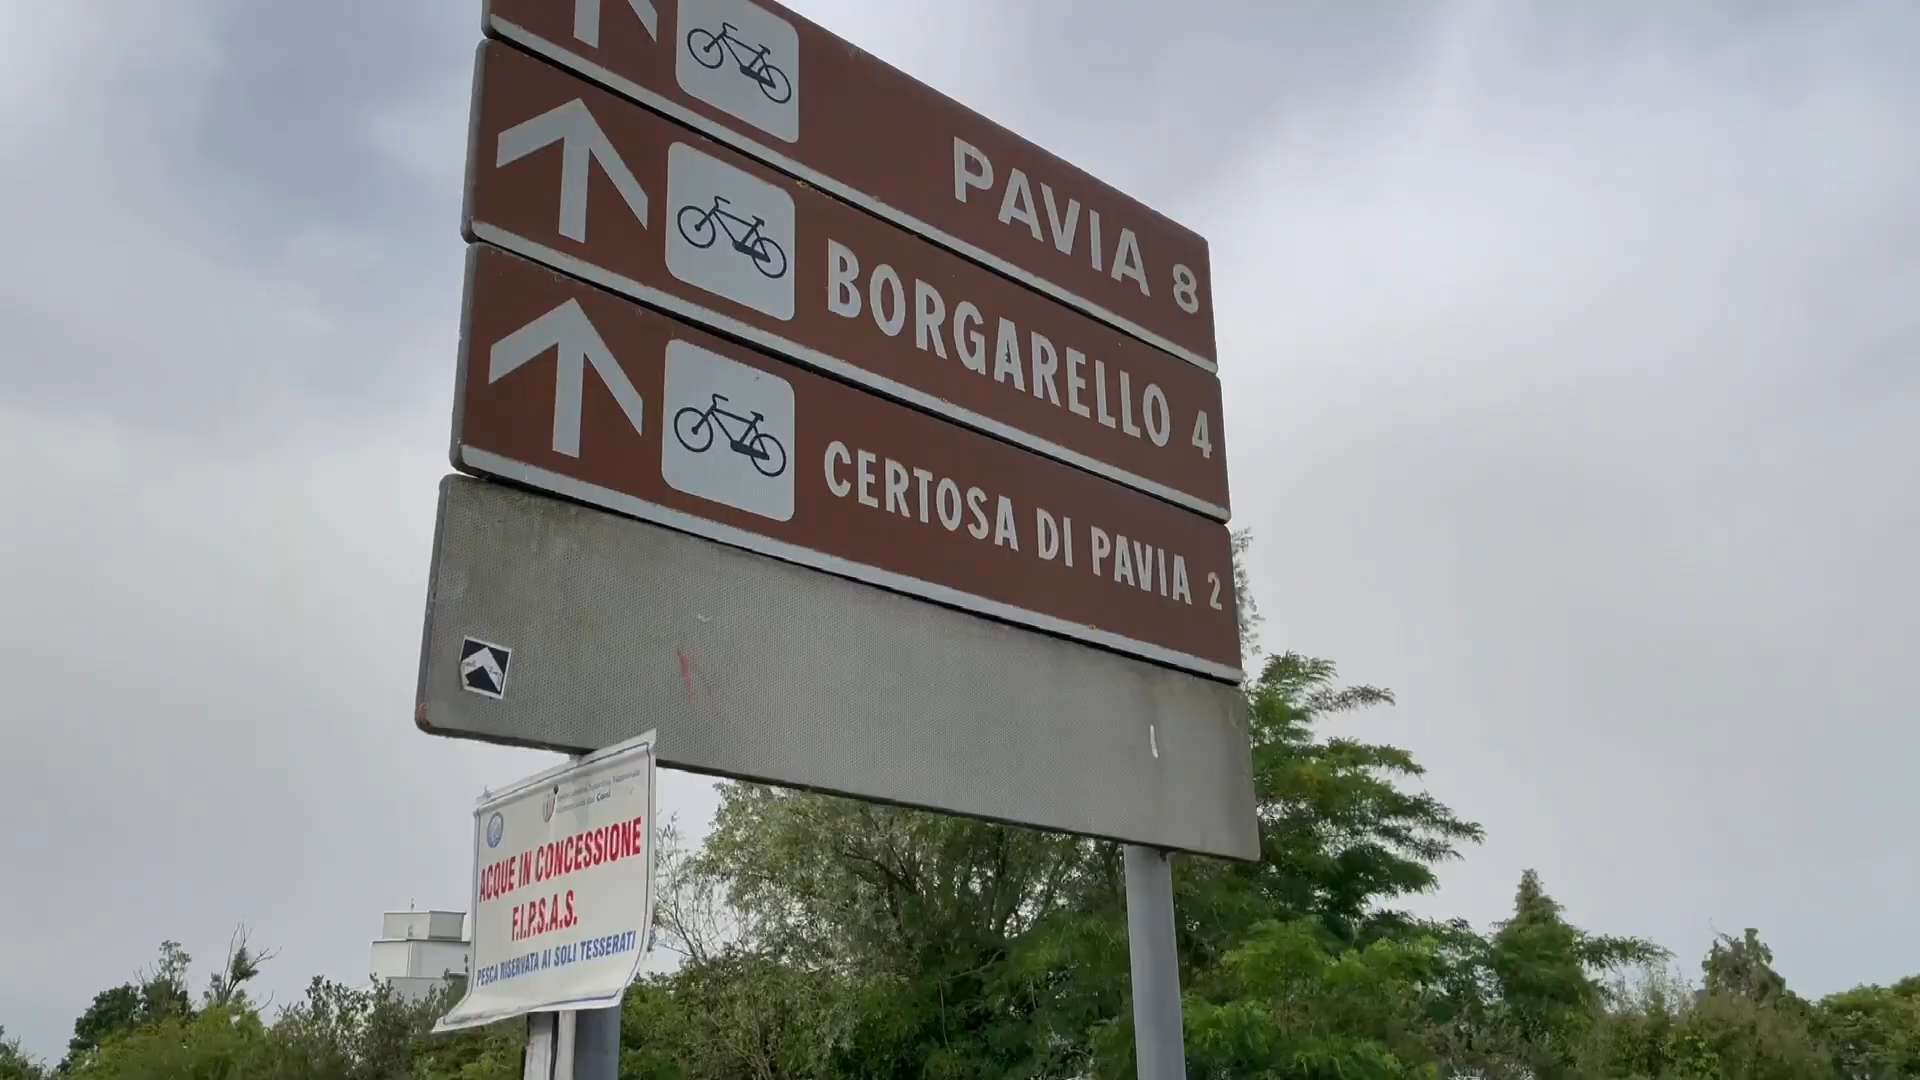 PAVIA 8
BORGARELLO 4
CERTOSA DI PAVIA 2
ACQUE IN CONCESSIONE
F.I.P.S.A.S.
PESCA RISERVATA AI SOLI TESSERATI